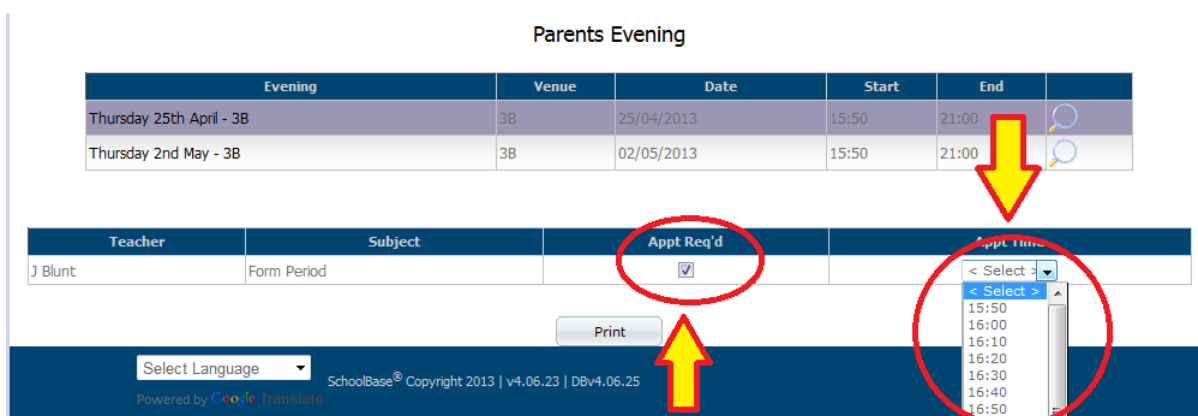 Parents Evening
Evening Venue Date Start End
Thursday 25th April - 3B 3B 25/04/2013 15:50 21:00
Thursday 2nd May - 3B 3B 02/05/2013 15:50 21:00
Teacher Subject Appt Req'd Appt Time
J Blunt Form Period < Select >
< Select >
15:50
16:00
16:10
16:20
16:30
16:40
16:50
Print
Select Language
SchoolBase® Copyright 2013 | v4.06.23 | DBv4.06.25
Powered by Google Translate